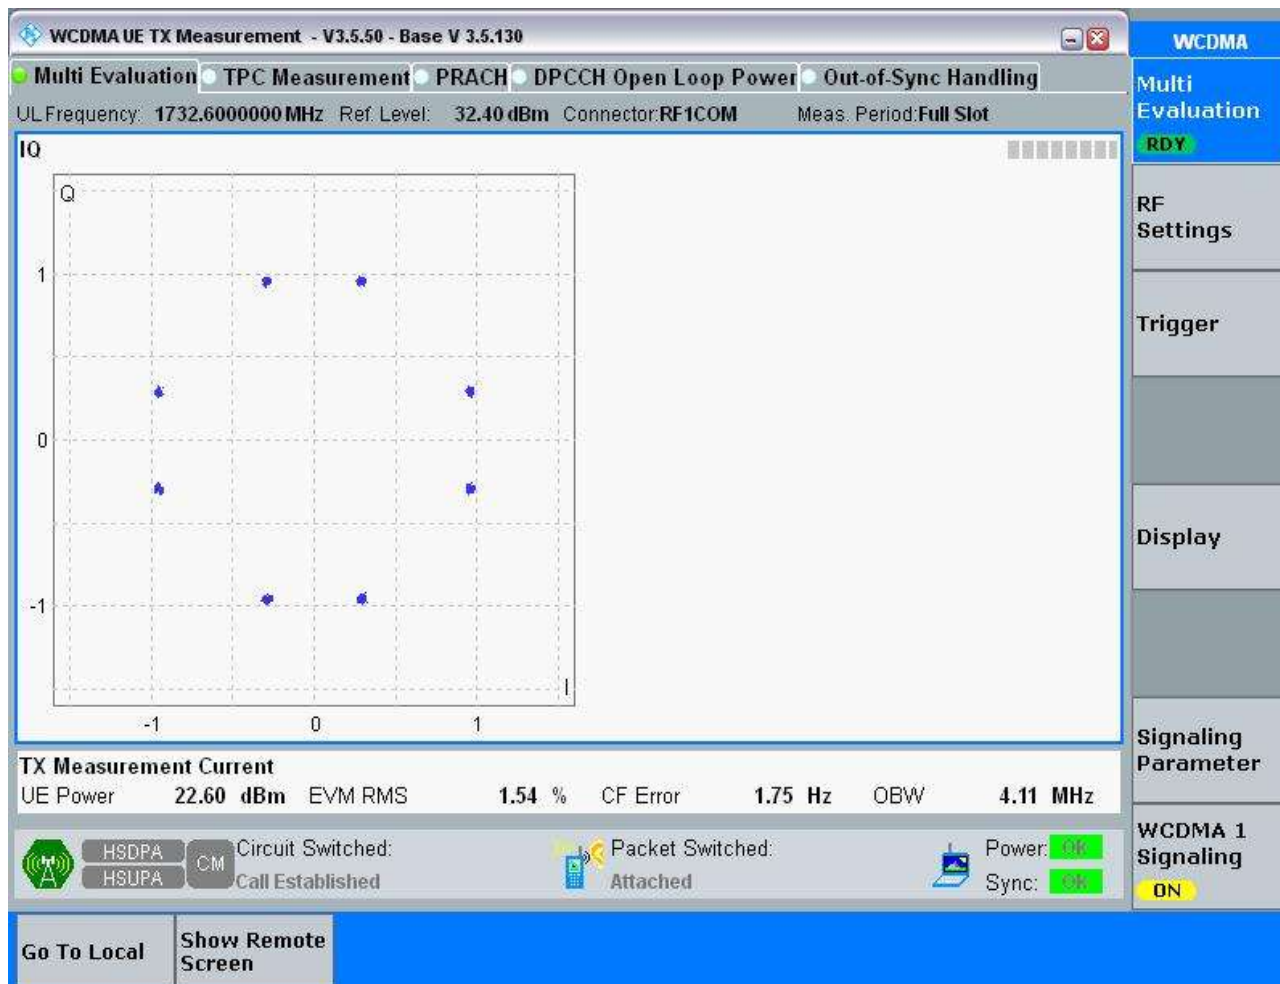 WCDMA UE TX Measurement - V3.5.50 - Base V 3.5.130
Multi Evaluation TPC Measurement PRACH DPCCH Open Loop Power Out-of-Sync Handling
UL Frequency: 1732.6000000 MHz Ref. Level: 32.40 dBm Connector: RF1COM Meas. Period: Full Slot
IQ
Q
1
0
-1
I
-1 0 1
TX Measurement Current
UE Power 22.60 dBm EVM RMS 1.54 % CF Error 1.75 Hz OBW 4.11 MHz
HSDPA
HSUPA
CM
Circuit Switched:
Call Established
Packet Switched:
Attached
Power: OK
Sync: OK
WCDMA
Multi
Evaluation
RDY
RF
Settings
Trigger
Display
Signaling
Parameter
WCDMA 1
Signaling
ON
Go To Local
Show Remote
Screen